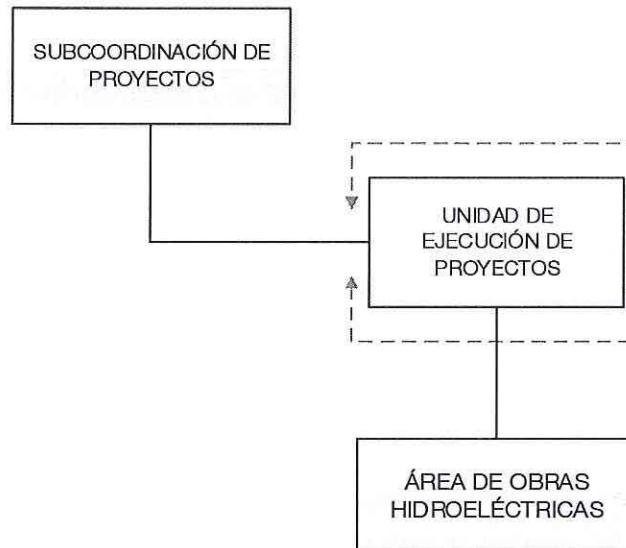 SUBCOORDINACIÓN DE
PROYECTOS
UNIDAD DE
EJECUCIÓN DE
PROYECTOS
ÁREA DE OBRAS
HIDROELÉCTRICAS